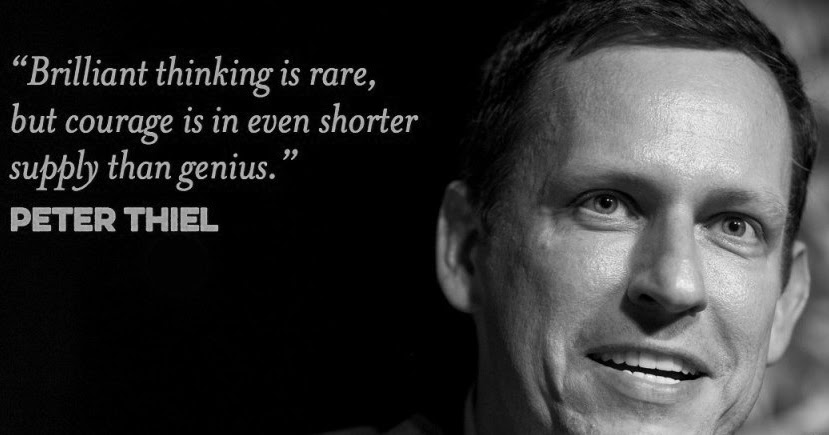 “Brilliant thinking is rare,
but courage is in even shorter
supply than genius.”
PETER THIEL